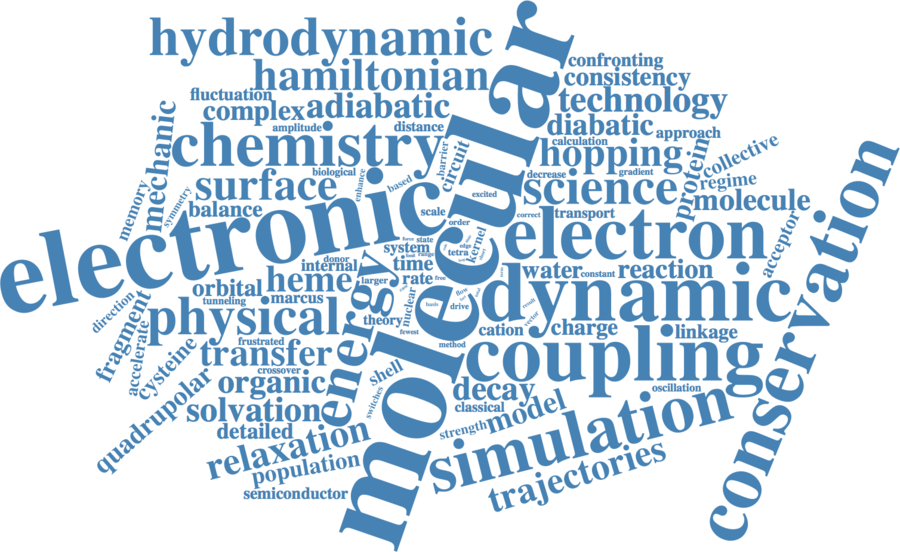 hydrodynamic
molecular
confronting
hamiltonian
consistency
fluctuation
technology
complex
adiabatic
mechanic
amplitude
distance
diabatic
approach
chemistry
calculation
barrier
circuit
hopping
protein
collective
biological
decrease
gradient
regime
memory
symmetry
surface
enhance
based
excited
science
molecule
balance
scale
order
correct
transport
acceptor
conservation
electronic
electron
kernel
state
system
edge
tetra
donor
internal
time
range
water
constant
reaction
orbital
heme
larger
rate
free
dynamic
tunneling
marcus
nuclear
flow
direction
fragment
physical
energy
theory
drive
result
vector
fewest
cation
charge
linkage
accelerate
frustrated
method
transfer
coupling
cysteine
crossover
shell
organic
decay
oscillation
quadrupolar
solvation
switches
classical
model
detailed
strength
simulation
relaxation
population
trajectories
semiconductor